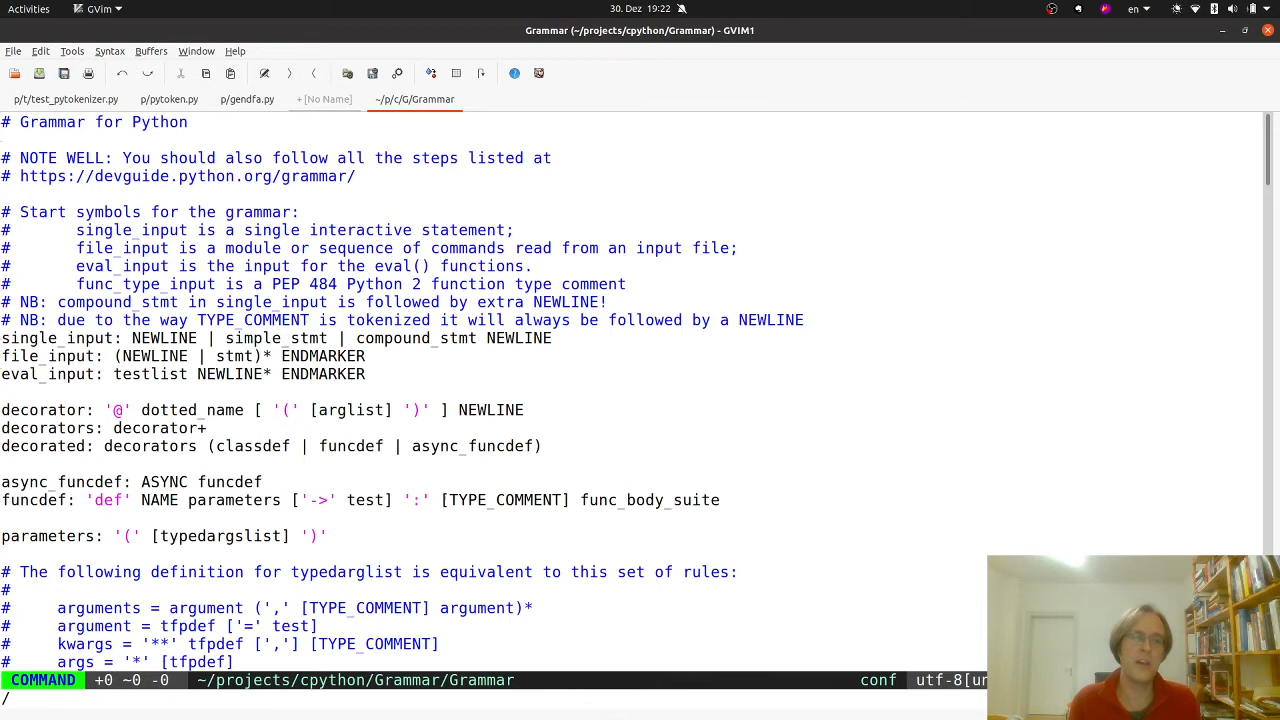 Activities GVim 30. Dez 19:22 en
Grammar (~/projects/cpython/Grammar) - GVIM1
File Edit Tools Syntax Buffers Window Help
p/t/test_pytokenizer.py p/pytoken.py p/gendfa.py + [No Name] ~/p/c/G/Grammar
# Grammar for Python
# NOTE WELL: You should also follow all the steps listed at
# https://devguide.python.org/grammar/
# Start symbols for the grammar:
#       single_input is a single interactive statement;
#       file_input is a module or sequence of commands read from an input file;
#       eval_input is the input for the eval() functions.
#       func_type_input is a PEP 484 Python 2 function type comment
# NB: compound_stmt in single_input is followed by extra NEWLINE!
# NB: due to the way TYPE_COMMENT is tokenized it will always be followed by a NEWLINE
single_input: NEWLINE | simple_stmt | compound_stmt NEWLINE
file_input: (NEWLINE | stmt)* ENDMARKER
eval_input: testlist NEWLINE* ENDMARKER
decorator: '@' dotted_name [ '(' [arglist] ')' ] NEWLINE
decorators: decorator+
decorated: decorators (classdef | funcdef | async_funcdef)
async_funcdef: ASYNC funcdef
funcdef: 'def' NAME parameters ['->' test] ':' [TYPE_COMMENT] func_body_suite
parameters: '(' [typedargslist] ')'
# The following definition for typedarglist is equivalent to this set of rules:
#
#     arguments = argument (',' [TYPE_COMMENT] argument)*
#     argument = tfpdef ['=' test]
#     kwargs = '**' tfpdef [','] [TYPE_COMMENT]
#     args = '*' [tfpdef]
COMMAND +0 ~0 -0 ~/projects/cpython/Grammar/Grammar conf utf-8[un
/